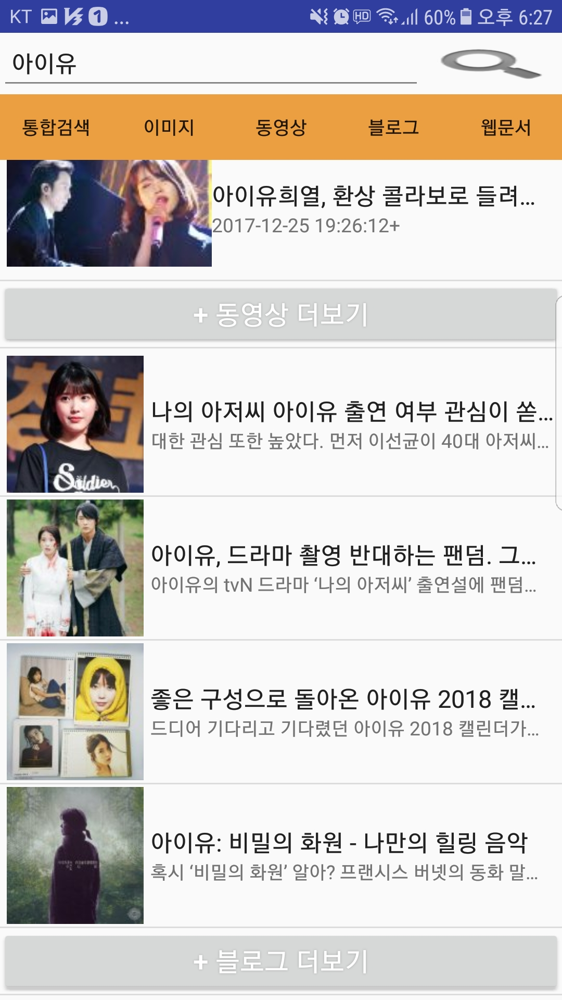 KT ... HD 60% 오후 6:27
아이유
통합검색 이미지 동영상 블로그 웹문서
아이유희열, 환상 콜라보로 들려...
2017-12-25 19:26:12+
+ 동영상 더보기
나의 아저씨 아이유 출연 여부 관심이 쏟...
대한 관심 또한 높았다. 먼저 이선균이 40대 아저씨...
Soldier
아이유, 드라마 촬영 반대하는 팬덤. 그...
아이유의 tvN 드라마 ‘나의 아저씨’ 출연설에 팬덤...
좋은 구성으로 돌아온 아이유 2018 캘...
드디어 기다리고 기다렸던 아이유 2018 캘린더가...
아이유: 비밀의 화원 - 나만의 힐링 음악
혹시 ‘비밀의 화원’ 알아? 프랜시스 버넷의 동화 말...
+ 블로그 더보기